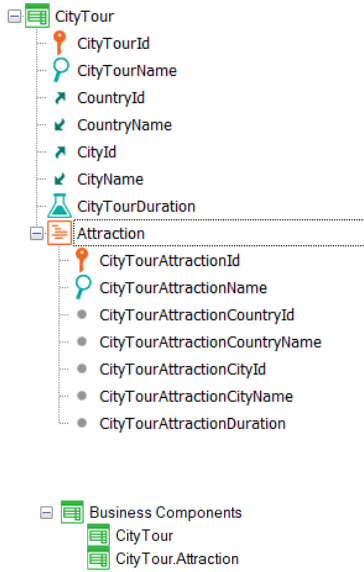 CityTour
CityTourId
CityTourName
CountryId
CountryName
CityId
CityName
CityTourDuration
Attraction
CityTourAttractionId
CityTourAttractionName
CityTourAttractionCountryId
CityTourAttractionCountryName
CityTourAttractionCityId
CityTourAttractionCityName
CityTourAttractionDuration
Business Components
CityTour
CityTour.Attraction